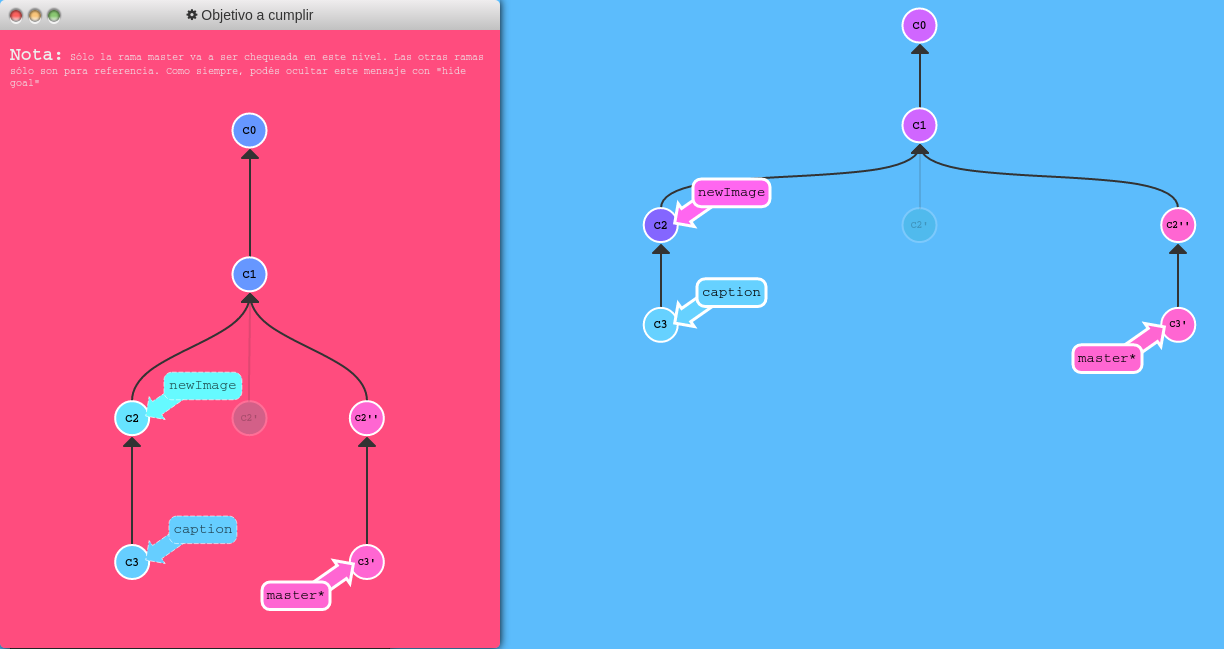 Objetivo a cumplir
Nota: Sólo la rama master va a ser chequeada en este nivel. Las otras ramas
sólo son para referencia. Como siempre, podés ocultar este mensaje con "hide
goal"
C0
C1
newImage
C2
C2'
C2''
caption
C3
C3'
master*
C0
C1
newImage
C2
C2'
C2''
caption
C3
C3'
master*